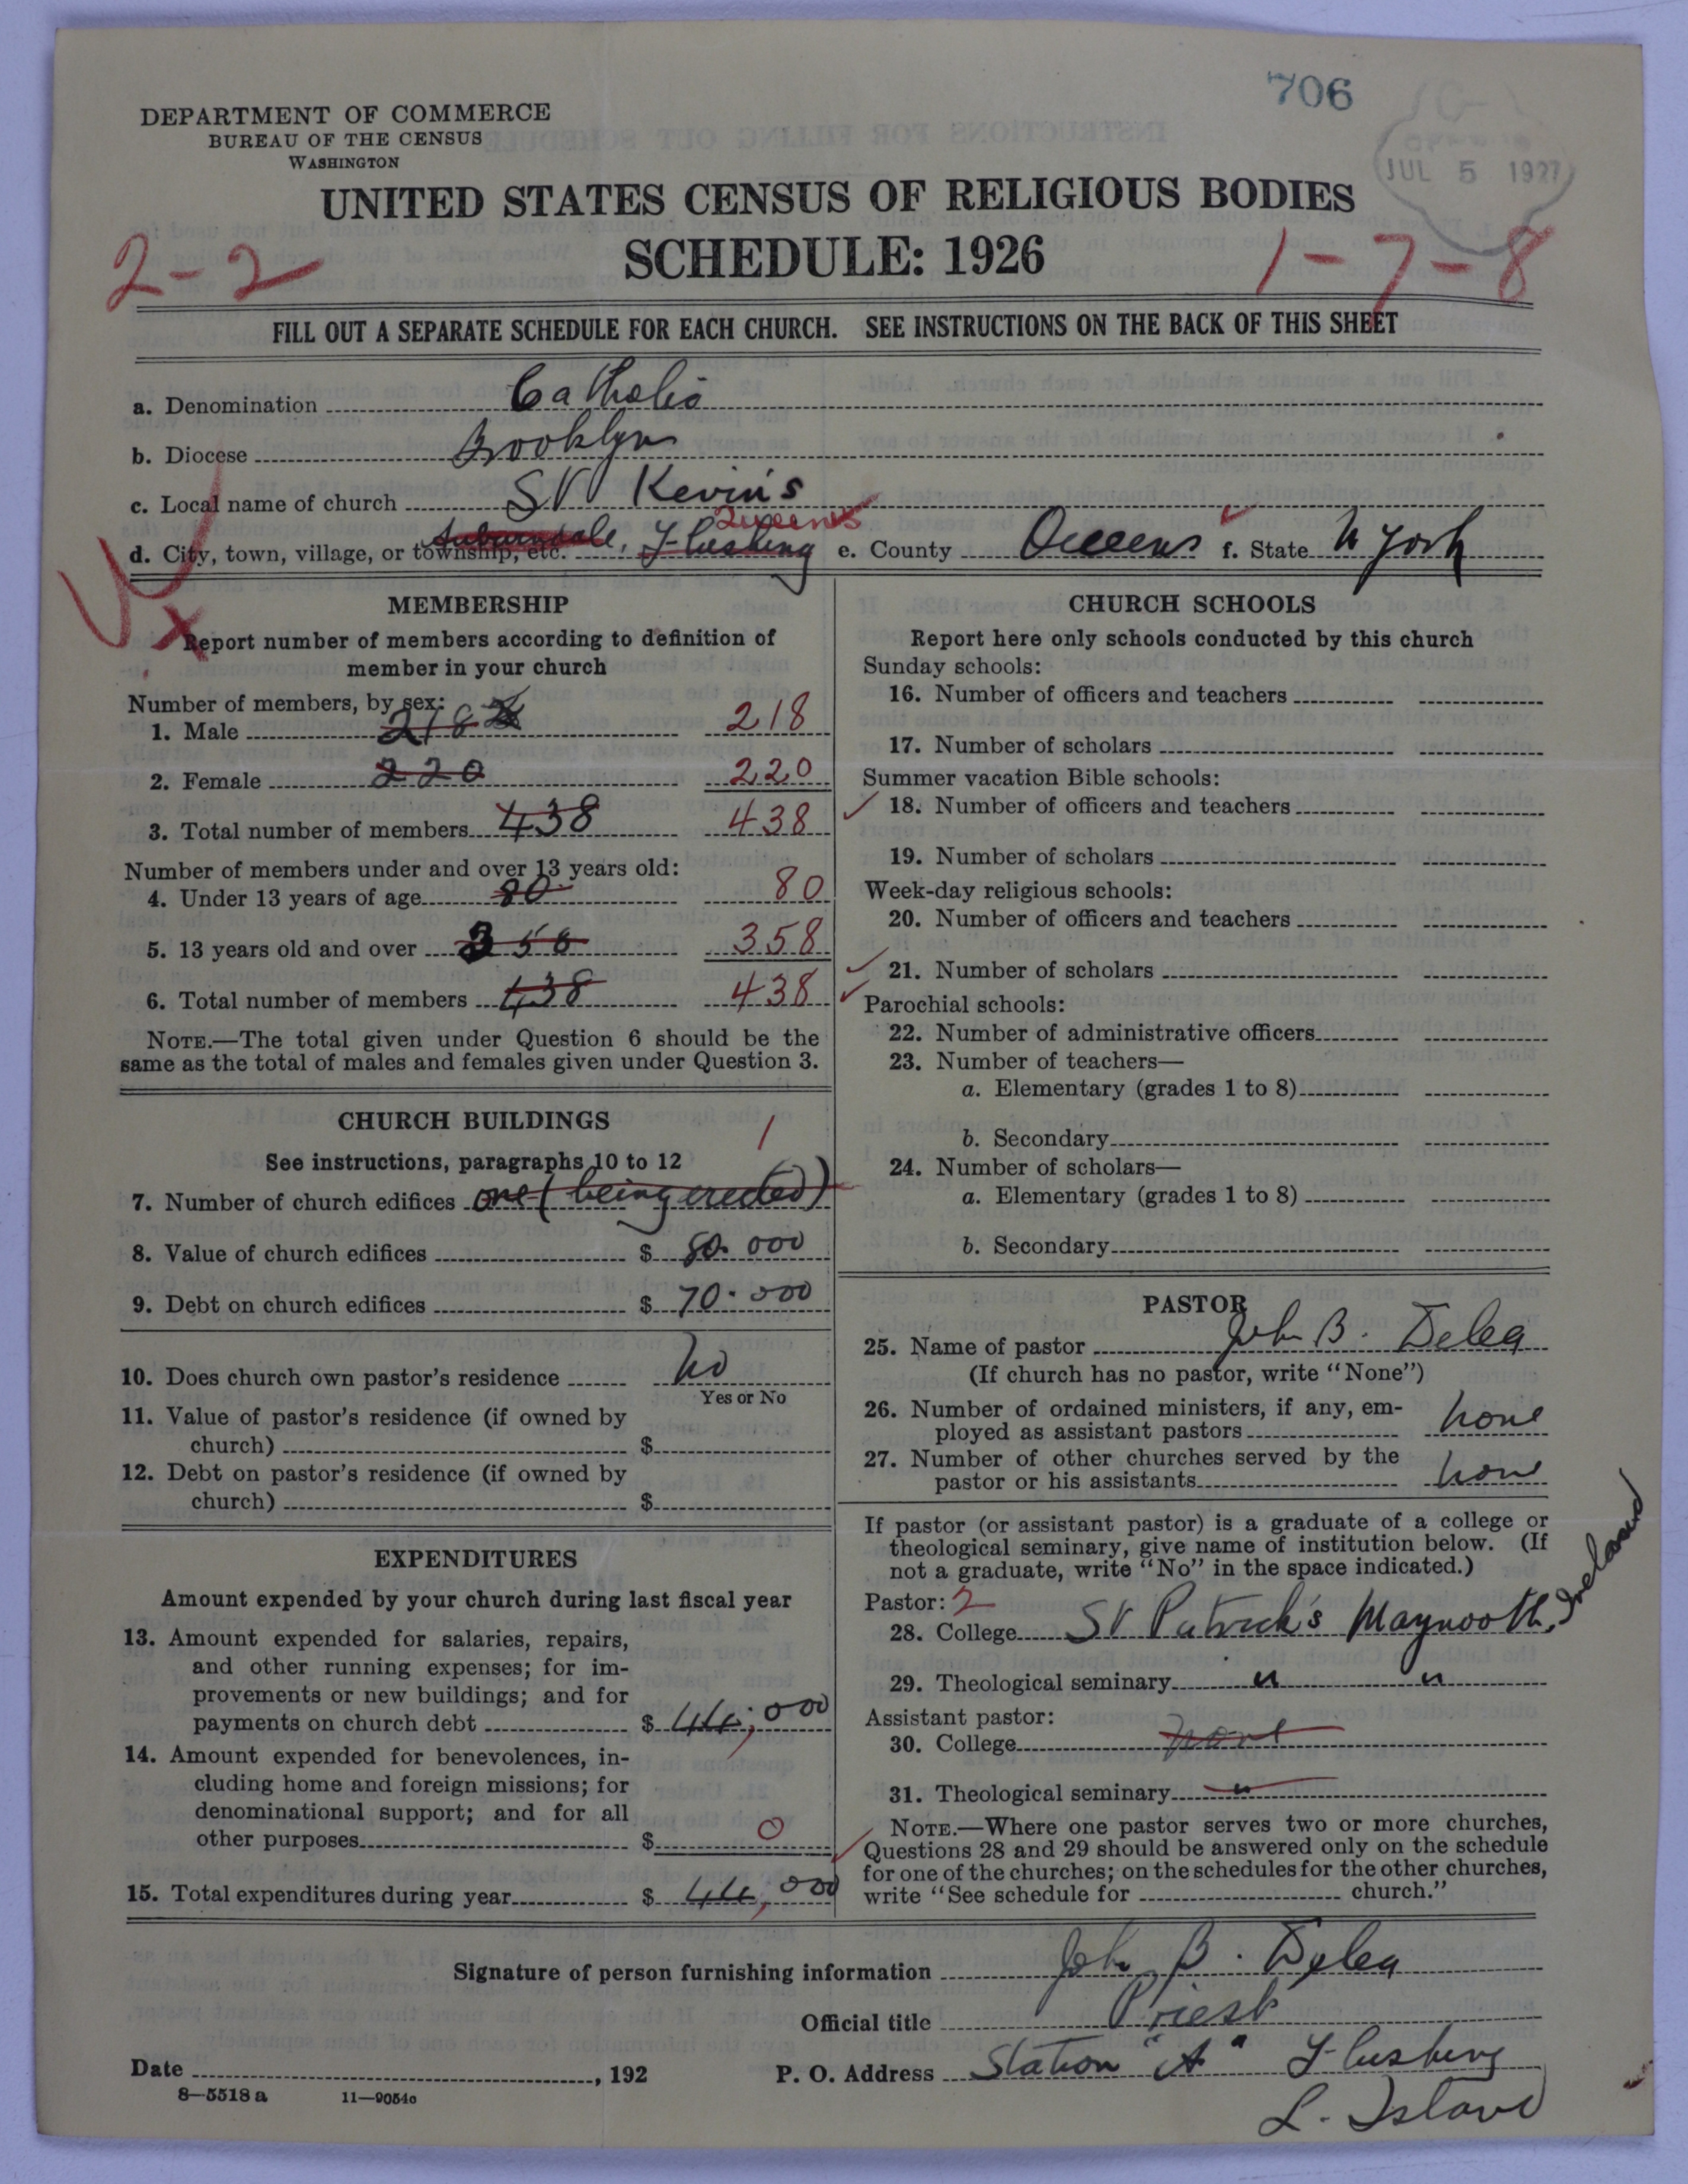 706
DEPARTMENT OF COMMERCE
BUREAU OF THE CENSUS
WASHINGTON
JUL 5 1927
UNITED STATES CENSUS OF RELIGIOUS BODIES
SCHEDULE: 1926
2-2
1-7-8
FILL OUT A SEPARATE SCHEDULE FOR EACH CHURCH. SEE INSTRUCTIONS ON THE BACK OF THIS SHEET
a. Denomination Catholic
b. Diocese Brooklyn
c. Local name of church St Kevin's
Queens
d. City, town, village, or township, etc. Auburndale, Flushing e. County Queens f. State N York
MEMBERSHIP
Report number of members according to definition of
member in your church
Number of members, by sex:
1. Male 218 218
2. Female 220 220
3. Total number of members 438 438
Number of members under and over 13 years old:
4. Under 13 years of age 80 80
5. 13 years old and over 358 358
6. Total number of members 438 438
NOTE.—The total given under Question 6 should be the
same as the total of males and females given under Question 3.
CHURCH BUILDINGS
1
See instructions, paragraphs 10 to 12
7. Number of church edifices one (being erected)
8. Value of church edifices $ 80.000
9. Debt on church edifices $ 70.000
10. Does church own pastor's residence No
Yes or No
11. Value of pastor's residence (if owned by
church) $
12. Debt on pastor's residence (if owned by
church) $
EXPENDITURES
Amount expended by your church during last fiscal year
13. Amount expended for salaries, repairs,
and other running expenses; for im-
provements or new buildings; and for
payments on church debt $ 44,000
14. Amount expended for benevolences, in-
cluding home and foreign missions; for
denominational support; and for all
other purposes $ 0
15. Total expenditures during year $ 44,000
CHURCH SCHOOLS
Report here only schools conducted by this church
Sunday schools:
16. Number of officers and teachers
17. Number of scholars
Summer vacation Bible schools:
18. Number of officers and teachers
19. Number of scholars
Week-day religious schools:
20. Number of officers and teachers
21. Number of scholars
Parochial schools:
22. Number of administrative officers
23. Number of teachers—
a. Elementary (grades 1 to 8)
b. Secondary
24. Number of scholars—
a. Elementary (grades 1 to 8)
b. Secondary
PASTOR
25. Name of pastor John B. Delea
(If church has no pastor, write "None")
26. Number of ordained ministers, if any, em-
ployed as assistant pastors none
27. Number of other churches served by the
pastor or his assistants none
If pastor (or assistant pastor) is a graduate of a college or
theological seminary, give name of institution below. (If
not a graduate, write "No" in the space indicated.)
Pastor: 2
28. College St Patrick's Maynooth, Ireland
29. Theological seminary " "
Assistant pastor:
30. College none
31. Theological seminary "
NOTE.—Where one pastor serves two or more churches,
Questions 28 and 29 should be answered only on the schedule
for one of the churches; on the schedules for the other churches,
write "See schedule for church."
Signature of person furnishing information John B. Delea
Official title Priest
Date , 192 P. O. Address Station "A" Flushing
L. Island
8-5518 a 11-9054a